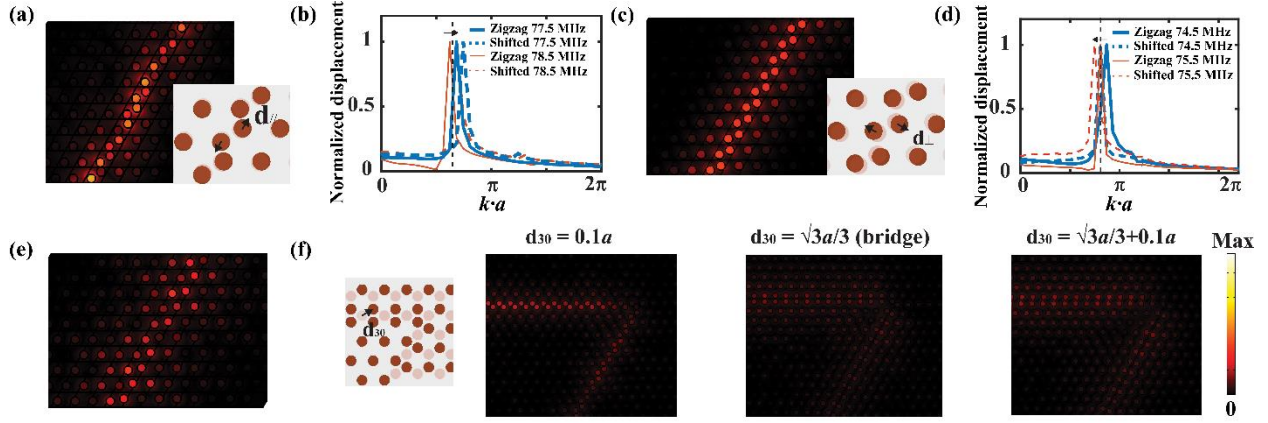 (a)
d//
(b)
Normalized displacement
1
0.5
0
0
π
2π
k·a
Zigzag 77.5 MHz
Shifted 77.5 MHz
Zigzag 78.5 MHz
Shifted 78.5 MHz
(c)
d⊥
(d)
Normalized displacement
1
0.5
0
0
π
2π
k·a
Zigzag 74.5 MHz
Shifted 74.5 MHz
Zigzag 75.5 MHz
Shifted 75.5 MHz
(e)
(f)
d30
d30 = 0.1a
d30 = √3a/3 (bridge)
d30 = √3a/3+0.1a
Max
0